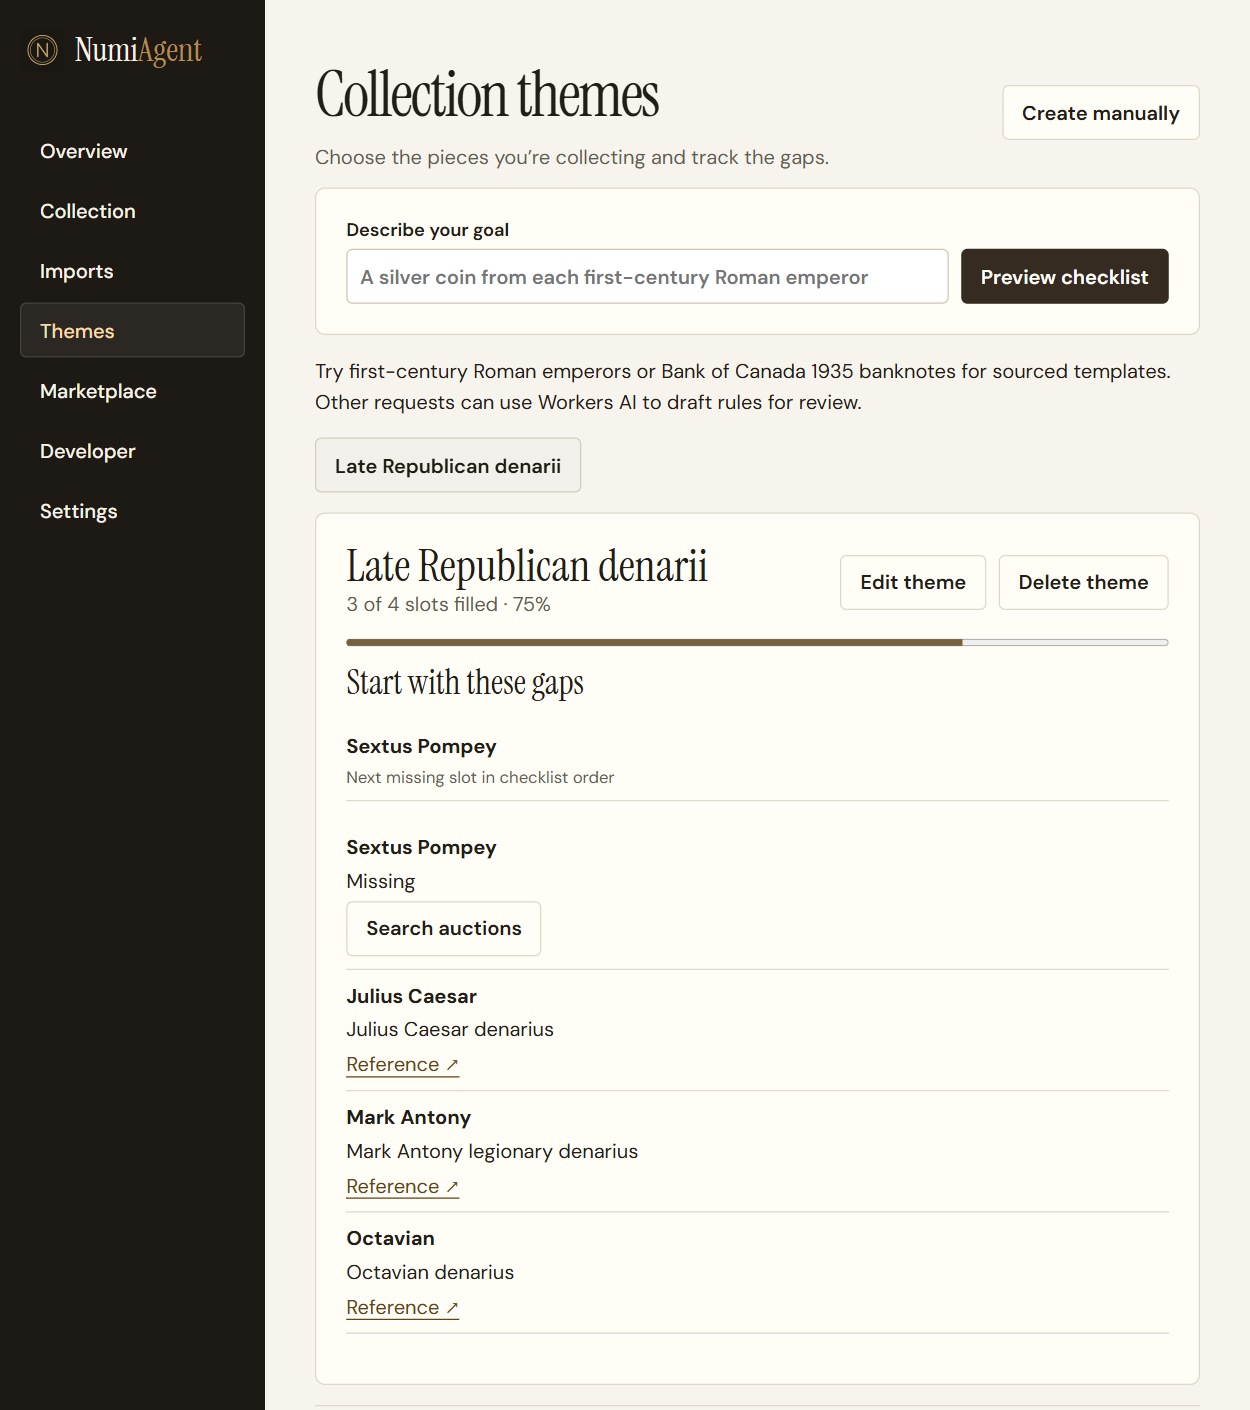 N NumiAgent
Overview
Collection
Imports
Themes
Marketplace
Developer
Settings
Collection themes
Create manually
Choose the pieces you’re collecting and track the gaps.
Describe your goal
A silver coin from each first-century Roman emperor
Preview checklist
Try first-century Roman emperors or Bank of Canada 1935 banknotes for sourced templates.
Other requests can use Workers AI to draft rules for review.
Late Republican denarii
Late Republican denarii
3 of 4 slots filled · 75%
Edit theme
Delete theme
Start with these gaps
Sextus Pompey
Next missing slot in checklist order
Sextus Pompey
Missing
Search auctions
Julius Caesar
Julius Caesar denarius
Reference ↗
Mark Antony
Mark Antony legionary denarius
Reference ↗
Octavian
Octavian denarius
Reference ↗